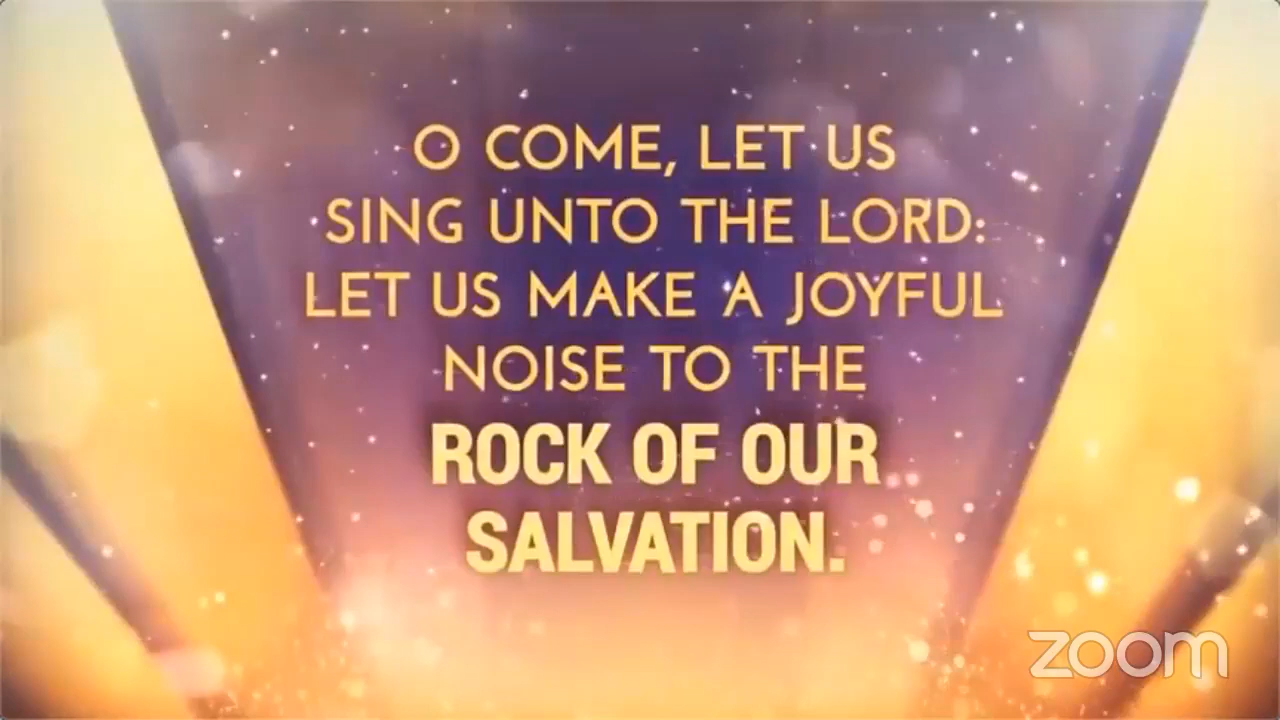 O COME, LET US
SING UNTO THE LORD:
LET US MAKE A JOYFUL
NOISE TO THE
ROCK OF OUR
SALVATION.
zoom